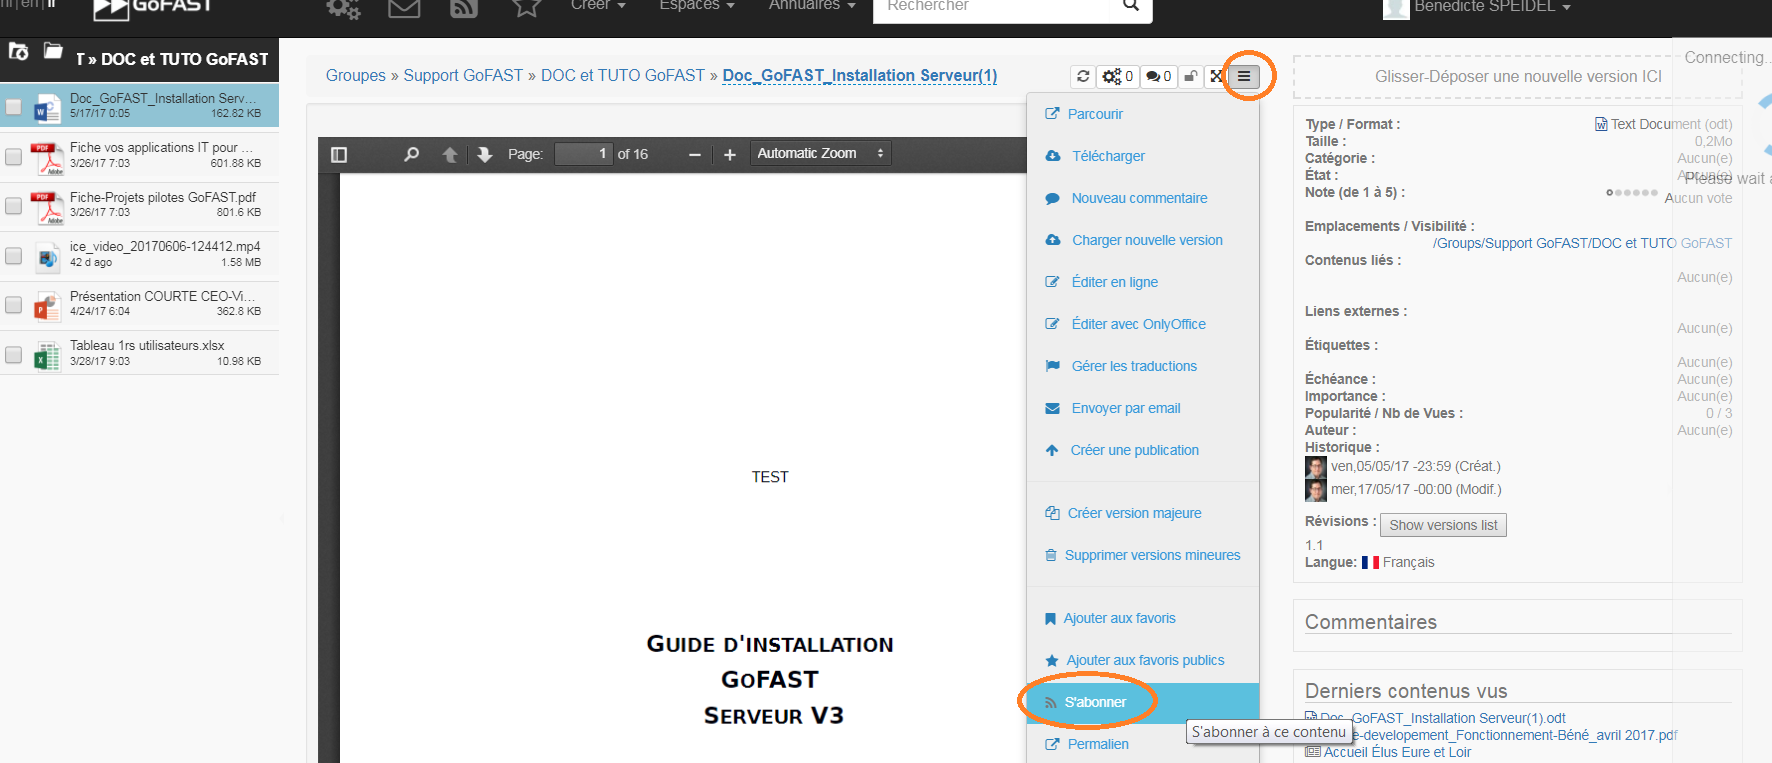 nl|en|fr
GoFAST
Créer
Espaces
Annuaires
Rechercher
Bénédicte SPEIDEL
T » DOC et TUTO GoFAST
Doc_GoFAST_Installation Serv...
5/17/17 0:05 162.82 KB
Fiche vos applications IT pour ...
3/26/17 7:03 601.88 KB
Fiche-Projets pilotes GoFAST.pdf
3/26/17 7:03 801.6 KB
ice_video_20170606-124412.mp4
42 d ago 1.58 MB
Présentation COURTE CEO-Vi...
4/24/17 6:04 362.8 KB
Tableau 1rs utilisateurs.xlsx
3/28/17 9:03 10.98 KB
Groupes » Support GoFAST » DOC et TUTO GoFAST » Doc_GoFAST_Installation Serveur(1)
0 0
Page: 1 of 16 Automatic Zoom
TEST
GUIDE D'INSTALLATION
GOFAST
SERVEUR V3
Parcourir
Télécharger
Nouveau commentaire
Charger nouvelle version
Éditer en ligne
Éditer avec OnlyOffice
Gérer les traductions
Envoyer par email
Créer une publication
Créer version majeure
Supprimer versions mineures
Ajouter aux favoris
Ajouter aux favoris publics
S'abonner
S'abonner à ce contenu
Permalien
Glisser-Déposer une nouvelle version ICI
Connecting..
Please wait a
Type / Format : Text Document (odt)
Taille : 0,2Mo
Catégorie : Aucun(e)
État : Aucun(e)
Note (de 1 à 5) :
Aucun vote
Emplacements / Visibilité :
/Groups/Support GoFAST/DOC et TUTO GoFAST
Contenus liés :
Aucun(e)
Liens externes :
Aucun(e)
Étiquettes :
Aucun(e)
Échéance : Aucun(e)
Importance : Aucun(e)
Popularité / Nb de Vues : 0 / 3
Auteur : Aucun(e)
Historique :
ven,05/05/17 -23:59 (Créat.)
mer,17/05/17 -00:00 (Modif.)
Révisions : Show versions list
1.1
Langue: Français
Commentaires
Derniers contenus vus
Doc_GoFAST_Installation Serveur(1).odt
e-developement_Fonctionnement-Béné_avril 2017.pdf
Accueil Élus Eure et Loir